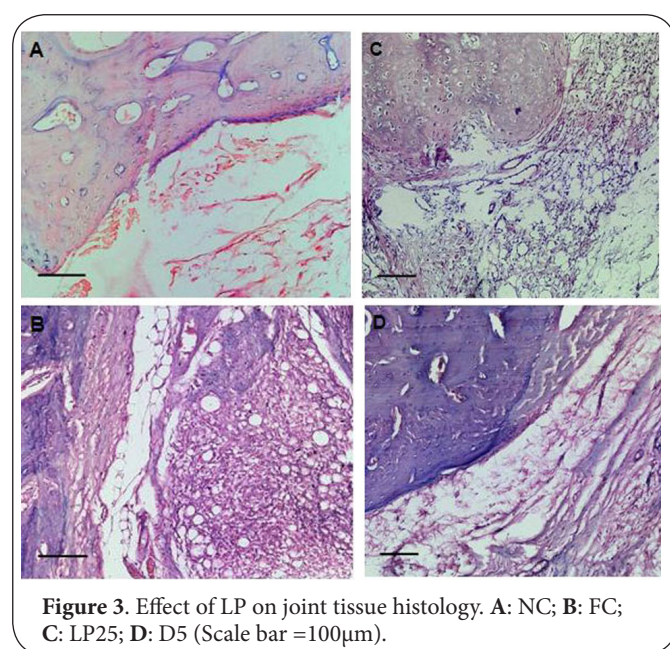 A
C
B
D
Figure 3. Effect of LP on joint tissue histology. A: NC; B: FC;
C: LP25; D: D5 (Scale bar =100μm).